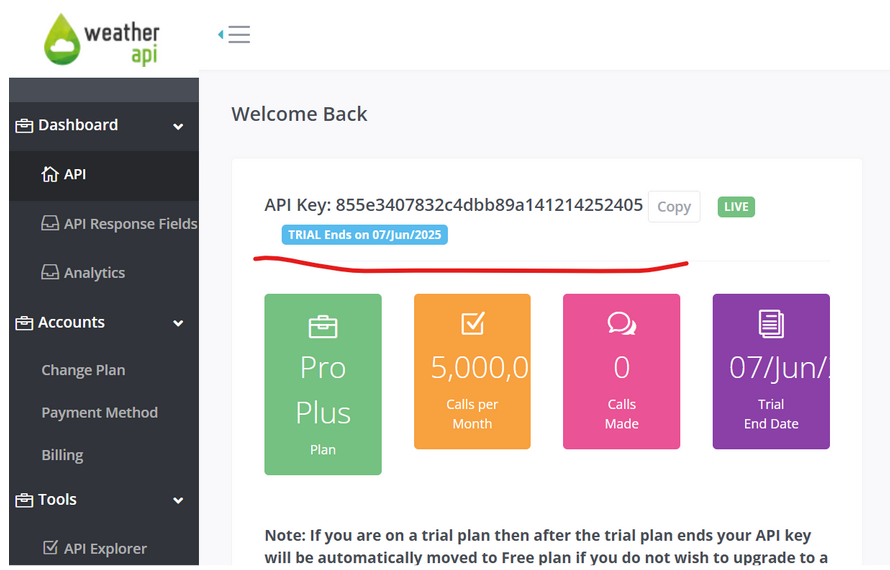 weather
api
Dashboard
API
API Response Fields
Analytics
Accounts
Change Plan
Payment Method
Billing
Tools
API Explorer
Welcome Back
API Key: 855e3407832c4dbb89a141214252405 Copy LIVE
TRIAL Ends on 07/Jun/2025
Pro
Plus
Plan
5,000,0
Calls per
Month
0
Calls
Made
07/Jun/
Trial
End Date
Note: If you are on a trial plan then after the trial plan ends your API key
will be automatically moved to Free plan if you do not wish to upgrade to a